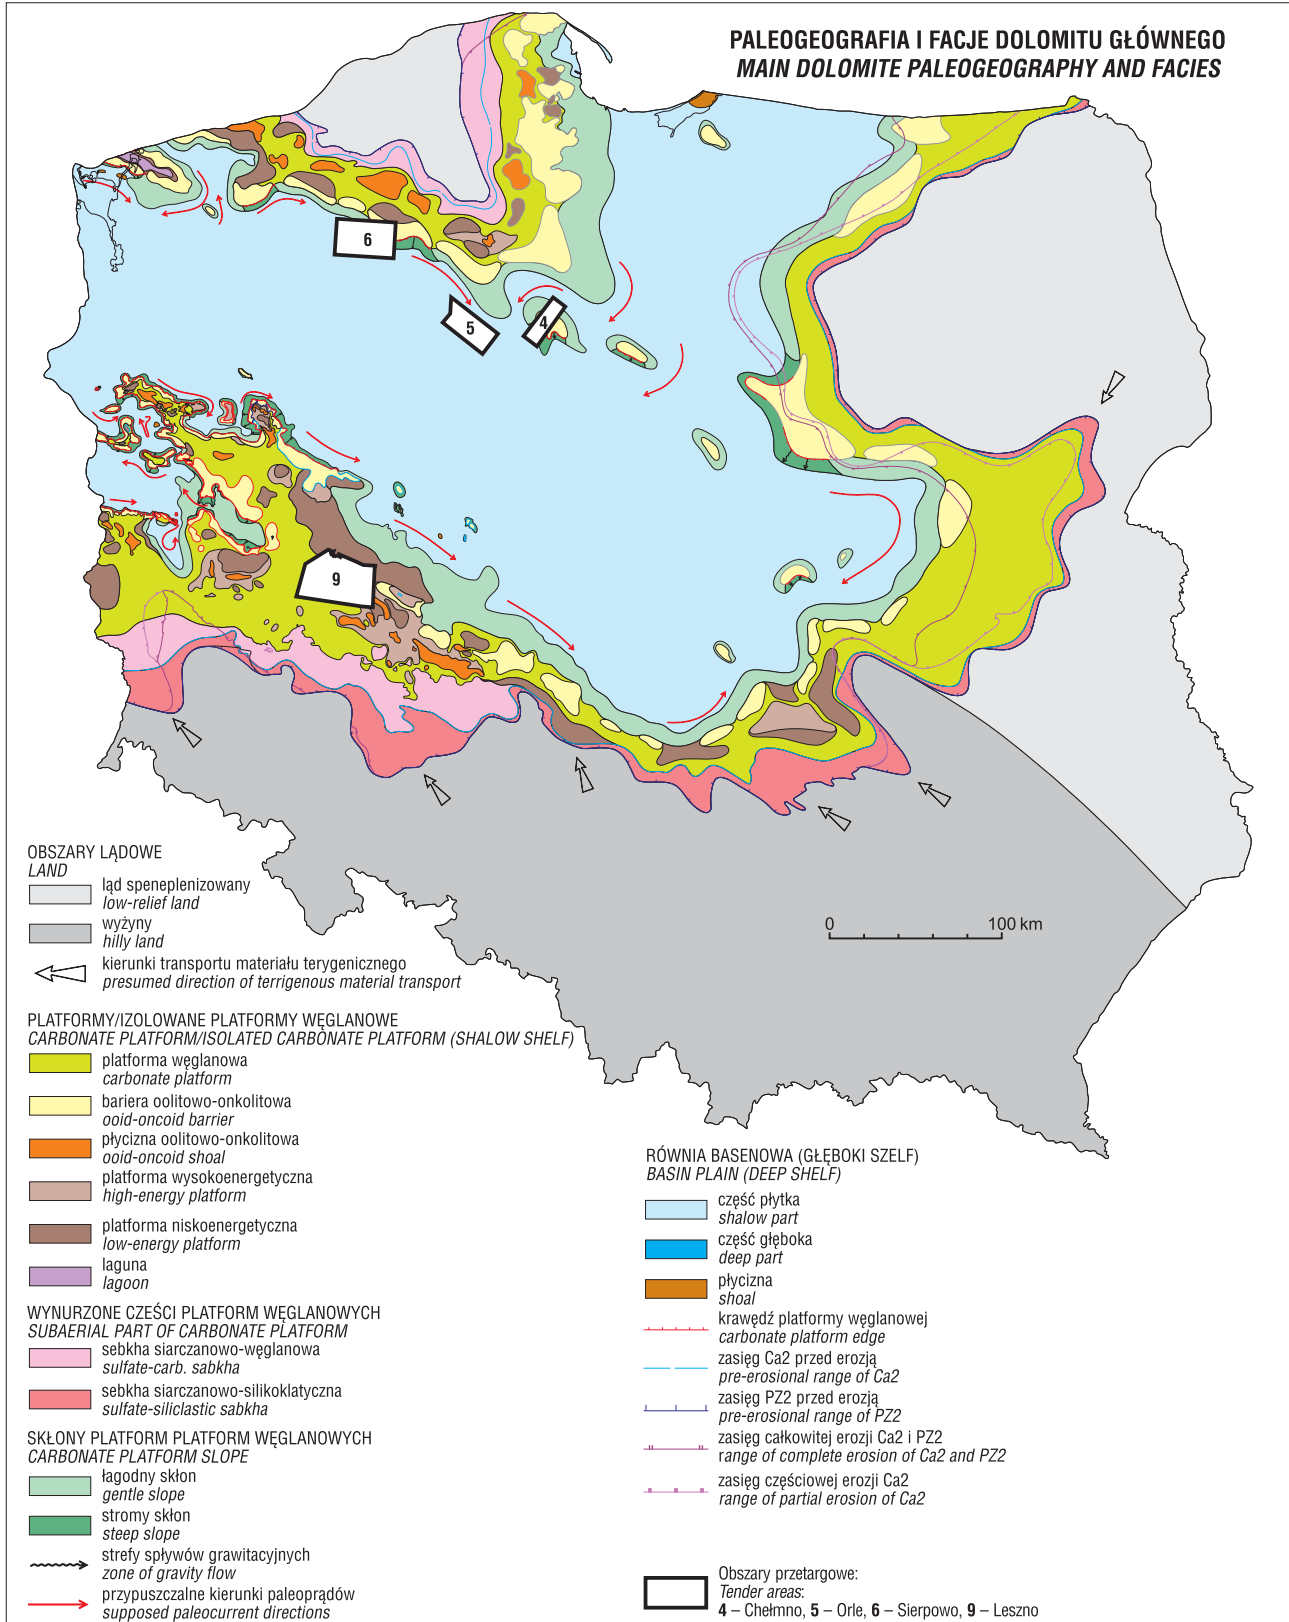 PALEOGEOGRAFIA I FACJE DOLOMITU GŁÓWNEGO
MAIN DOLOMITE PALEOGEOGRAPHY AND FACIES
6
5
4
9
OBSZARY LĄDOWE
LAND
ląd speneplenizowany
low-relief land
wyżyny
hilly land
kierunki transportu materiału terygenicznego
presumed direction of terrigenous material transport
0 100 km
PLATFORMY/IZOLOWANE PLATFORMY WĘGLANOWE
CARBONATE PLATFORM/ISOLATED CARBONATE PLATFORM (SHALOW SHELF)
platforma węglanowa
carbonate platform
bariera oolitowo-onkolitowa
ooid-oncoid barrier
płycizna oolitowo-onkolitowa
ooid-oncoid shoal
platforma wysokoenergetyczna
high-energy platform
platforma niskoenergetyczna
low-energy platform
laguna
lagoon
WYNURZONE CZEŚCI PLATFORM WĘGLANOWYCH
SUBAERIAL PART OF CARBONATE PLATFORM
sebkha siarczanowo-węglanowa
sulfate-carb. sabkha
sebkha siarczanowo-silikoklatyczna
sulfate-siliclastic sabkha
SKŁONY PLATFORM PLATFORM WĘGLANOWYCH
CARBONATE PLATFORM SLOPE
łagodny skłon
gentle slope
stromy skłon
steep slope
strefy spływów grawitacyjnych
zone of gravity flow
przypuszczalne kierunki paleoprądów
supposed paleocurrent directions
RÓWNIA BASENOWA (GŁĘBOKI SZELF)
BASIN PLAIN (DEEP SHELF)
część płytka
shalow part
część głęboka
deep part
płycizna
shoal
krawędź platformy węglanowej
carbonate platform edge
zasięg Ca2 przed erozją
pre-erosional range of Ca2
zasięg PZ2 przed erozją
pre-erosional range of PZ2
zasięg całkowitej erozji Ca2 i PZ2
range of complete erosion of Ca2 and PZ2
zasięg częściowej erozji Ca2
range of partial erosion of Ca2
Obszary przetargowe:
Tender areas:
4 – Chełmno, 5 – Orle, 6 – Sierpowo, 9 – Leszno